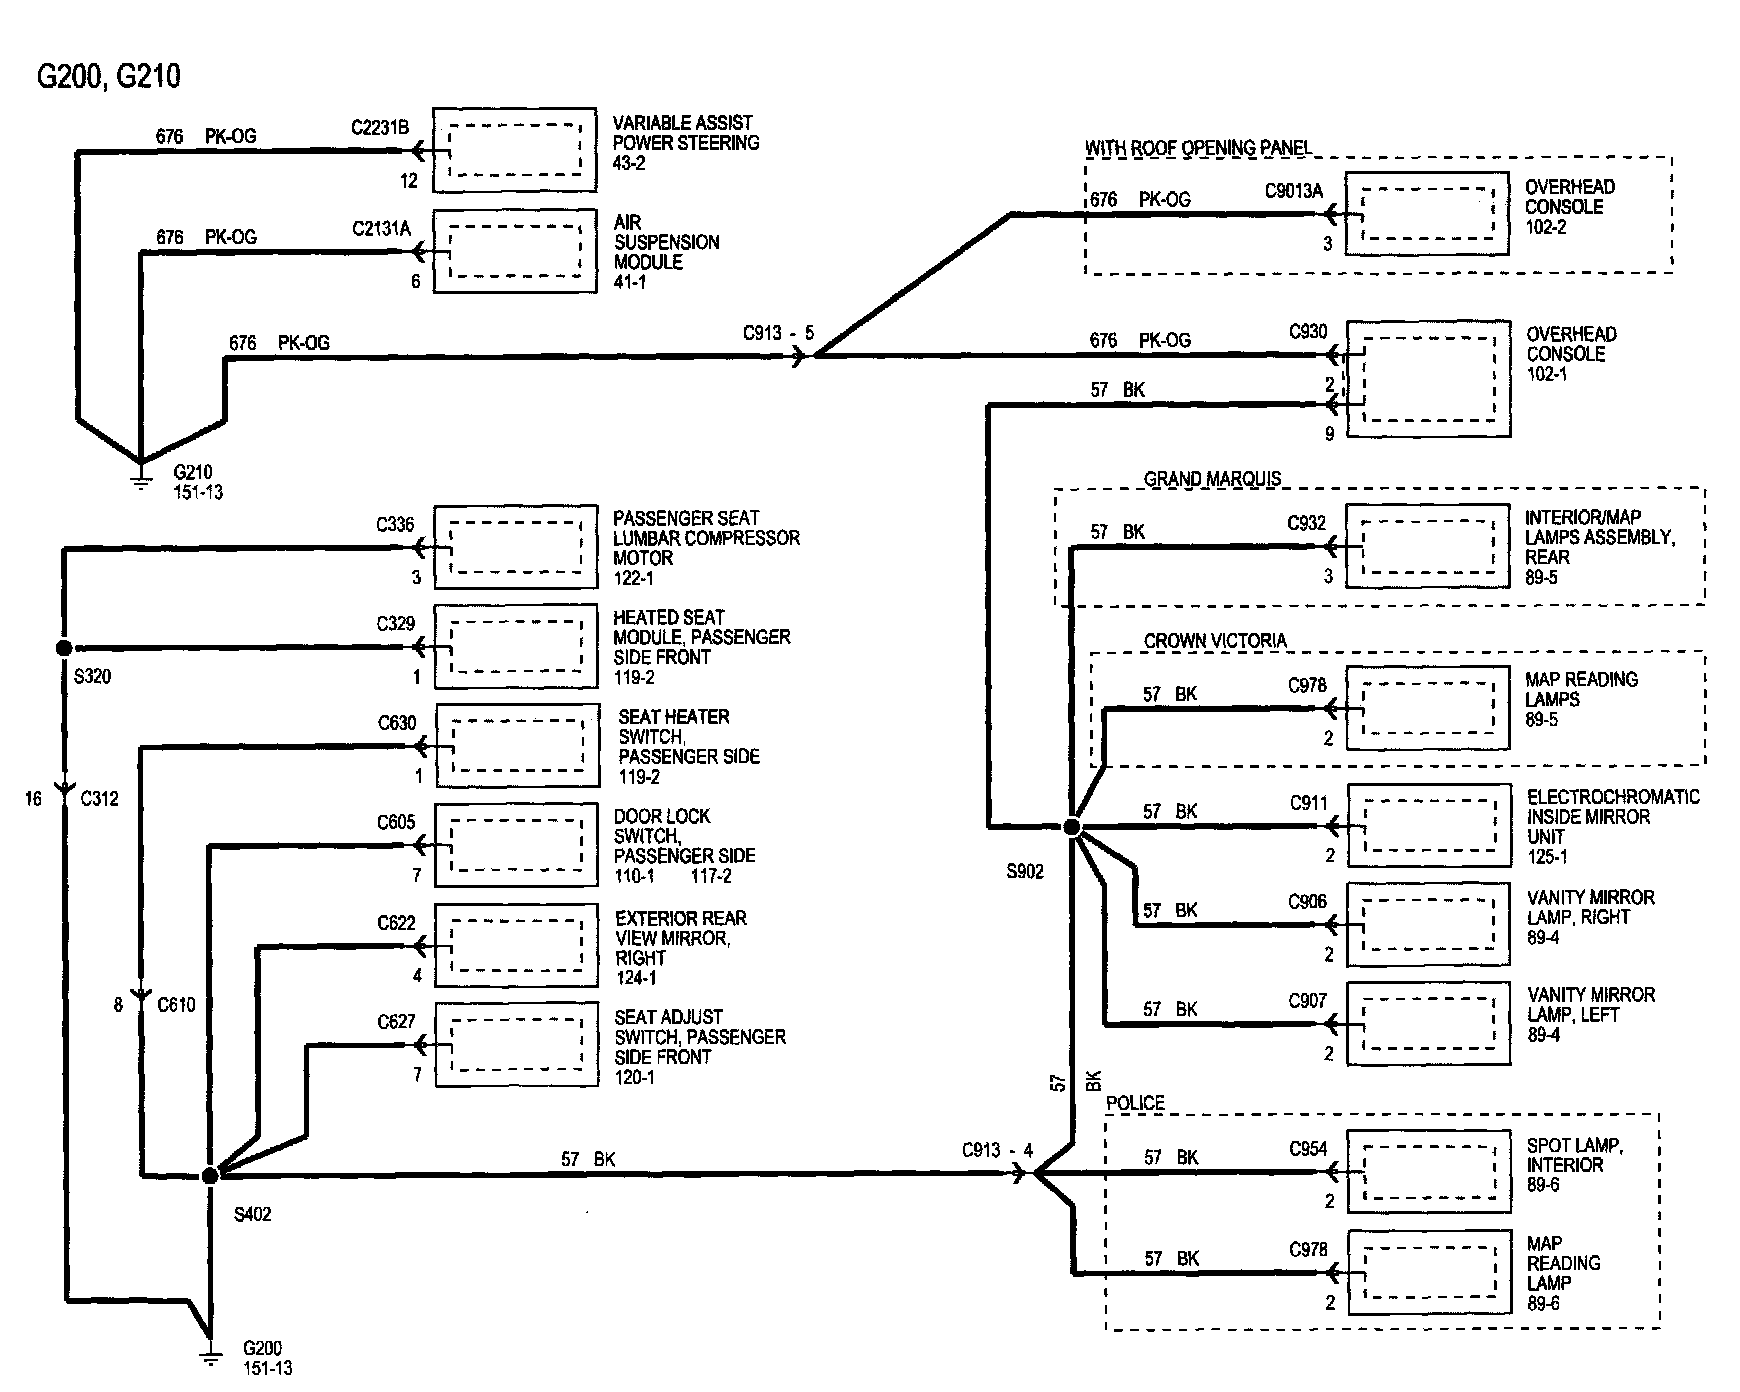 G200, G210
676 PK-OG
C2231B
12
VARIABLE ASSIST
POWER STEERING
43-2
676 PK-OG
C2131A
6
AIR
SUSPENSION
MODULE
41-1
676 PK-OG
C913 - 5
G210
151-13
WITH ROOF OPENING PANEL
676 PK-OG
C9013A
3
OVERHEAD
CONSOLE
102-2
676 PK-OG
C930
2
57 BK
9
OVERHEAD
CONSOLE
102-1
C336
3
PASSENGER SEAT
LUMBAR COMPRESSOR
MOTOR
122-1
S320
C329
1
HEATED SEAT
MODULE, PASSENGER
SIDE FRONT
119-2
C630
1
SEAT HEATER
SWITCH,
PASSENGER SIDE
119-2
16 C312
C605
7
DOOR LOCK
SWITCH,
PASSENGER SIDE
110-1 117-2
C622
4
EXTERIOR REAR
VIEW MIRROR,
RIGHT
124-1
8 C610
C627
7
SEAT ADJUST
SWITCH, PASSENGER
SIDE FRONT
120-1
S402
57 BK
C913 - 4
G200
151-13
GRAND MARQUIS
57 BK
C932
3
INTERIOR/MAP
LAMPS ASSEMBLY,
REAR
89-5
CROWN VICTORIA
57 BK
C978
2
MAP READING
LAMPS
89-5
57 BK
C911
2
ELECTROCHROMATIC
INSIDE MIRROR
UNIT
125-1
S902
57 BK
C906
2
VANITY MIRROR
LAMP, RIGHT
89-4
57 BK
C907
2
VANITY MIRROR
LAMP, LEFT
89-4
57 BK
POLICE
57 BK
C954
2
SPOT LAMP,
INTERIOR
89-6
57 BK
C978
2
MAP
READING
LAMP
89-6